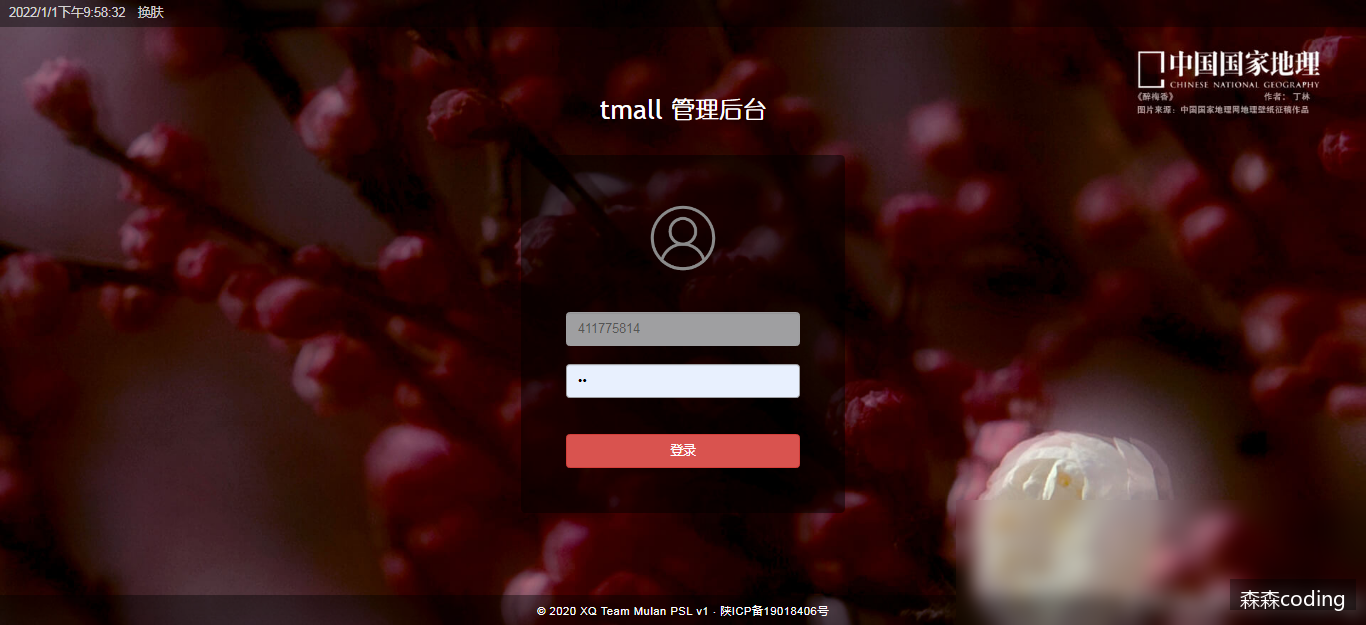 2022/1/1下午9:58:32 换肤
中国国家地理
CHINESE NATIONAL GEOGRAPHY
《醉梅香》 作者： 丁林
图片来源：中国国家地理网地理壁纸征稿作品
tmall 管理后台
411775814
••
登录
© 2020 XQ Team Mulan PSL v1 · 陕ICP备19018406号
森森coding